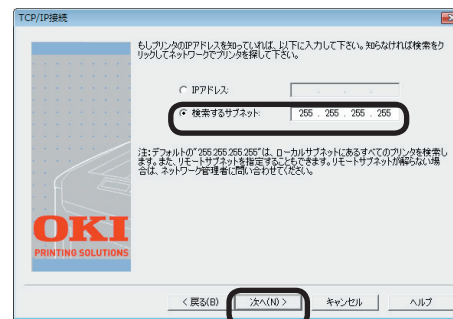 TCP/IP接続
もしプリンタのIPアドレスを知っていれば、以下に入力して下さい。知らなければ検索をク
リックしてネットワークでプリンタを探して下さい。
IPアドレス:
検索するサブネット: 255 . 255 . 255 . 255
注:デフォルトの"255.255.255.255"は、ローカルサブネットにあるすべてのプリンタを検索し
ます。また、リモートサブネットを指定することもできます。リモートサブネットが解らない場
合は、ネットワーク管理者に問い合わせてください。
OKI
PRINTING SOLUTIONS
< 戻る(B) 次へ(N) > キャンセル ヘルプ